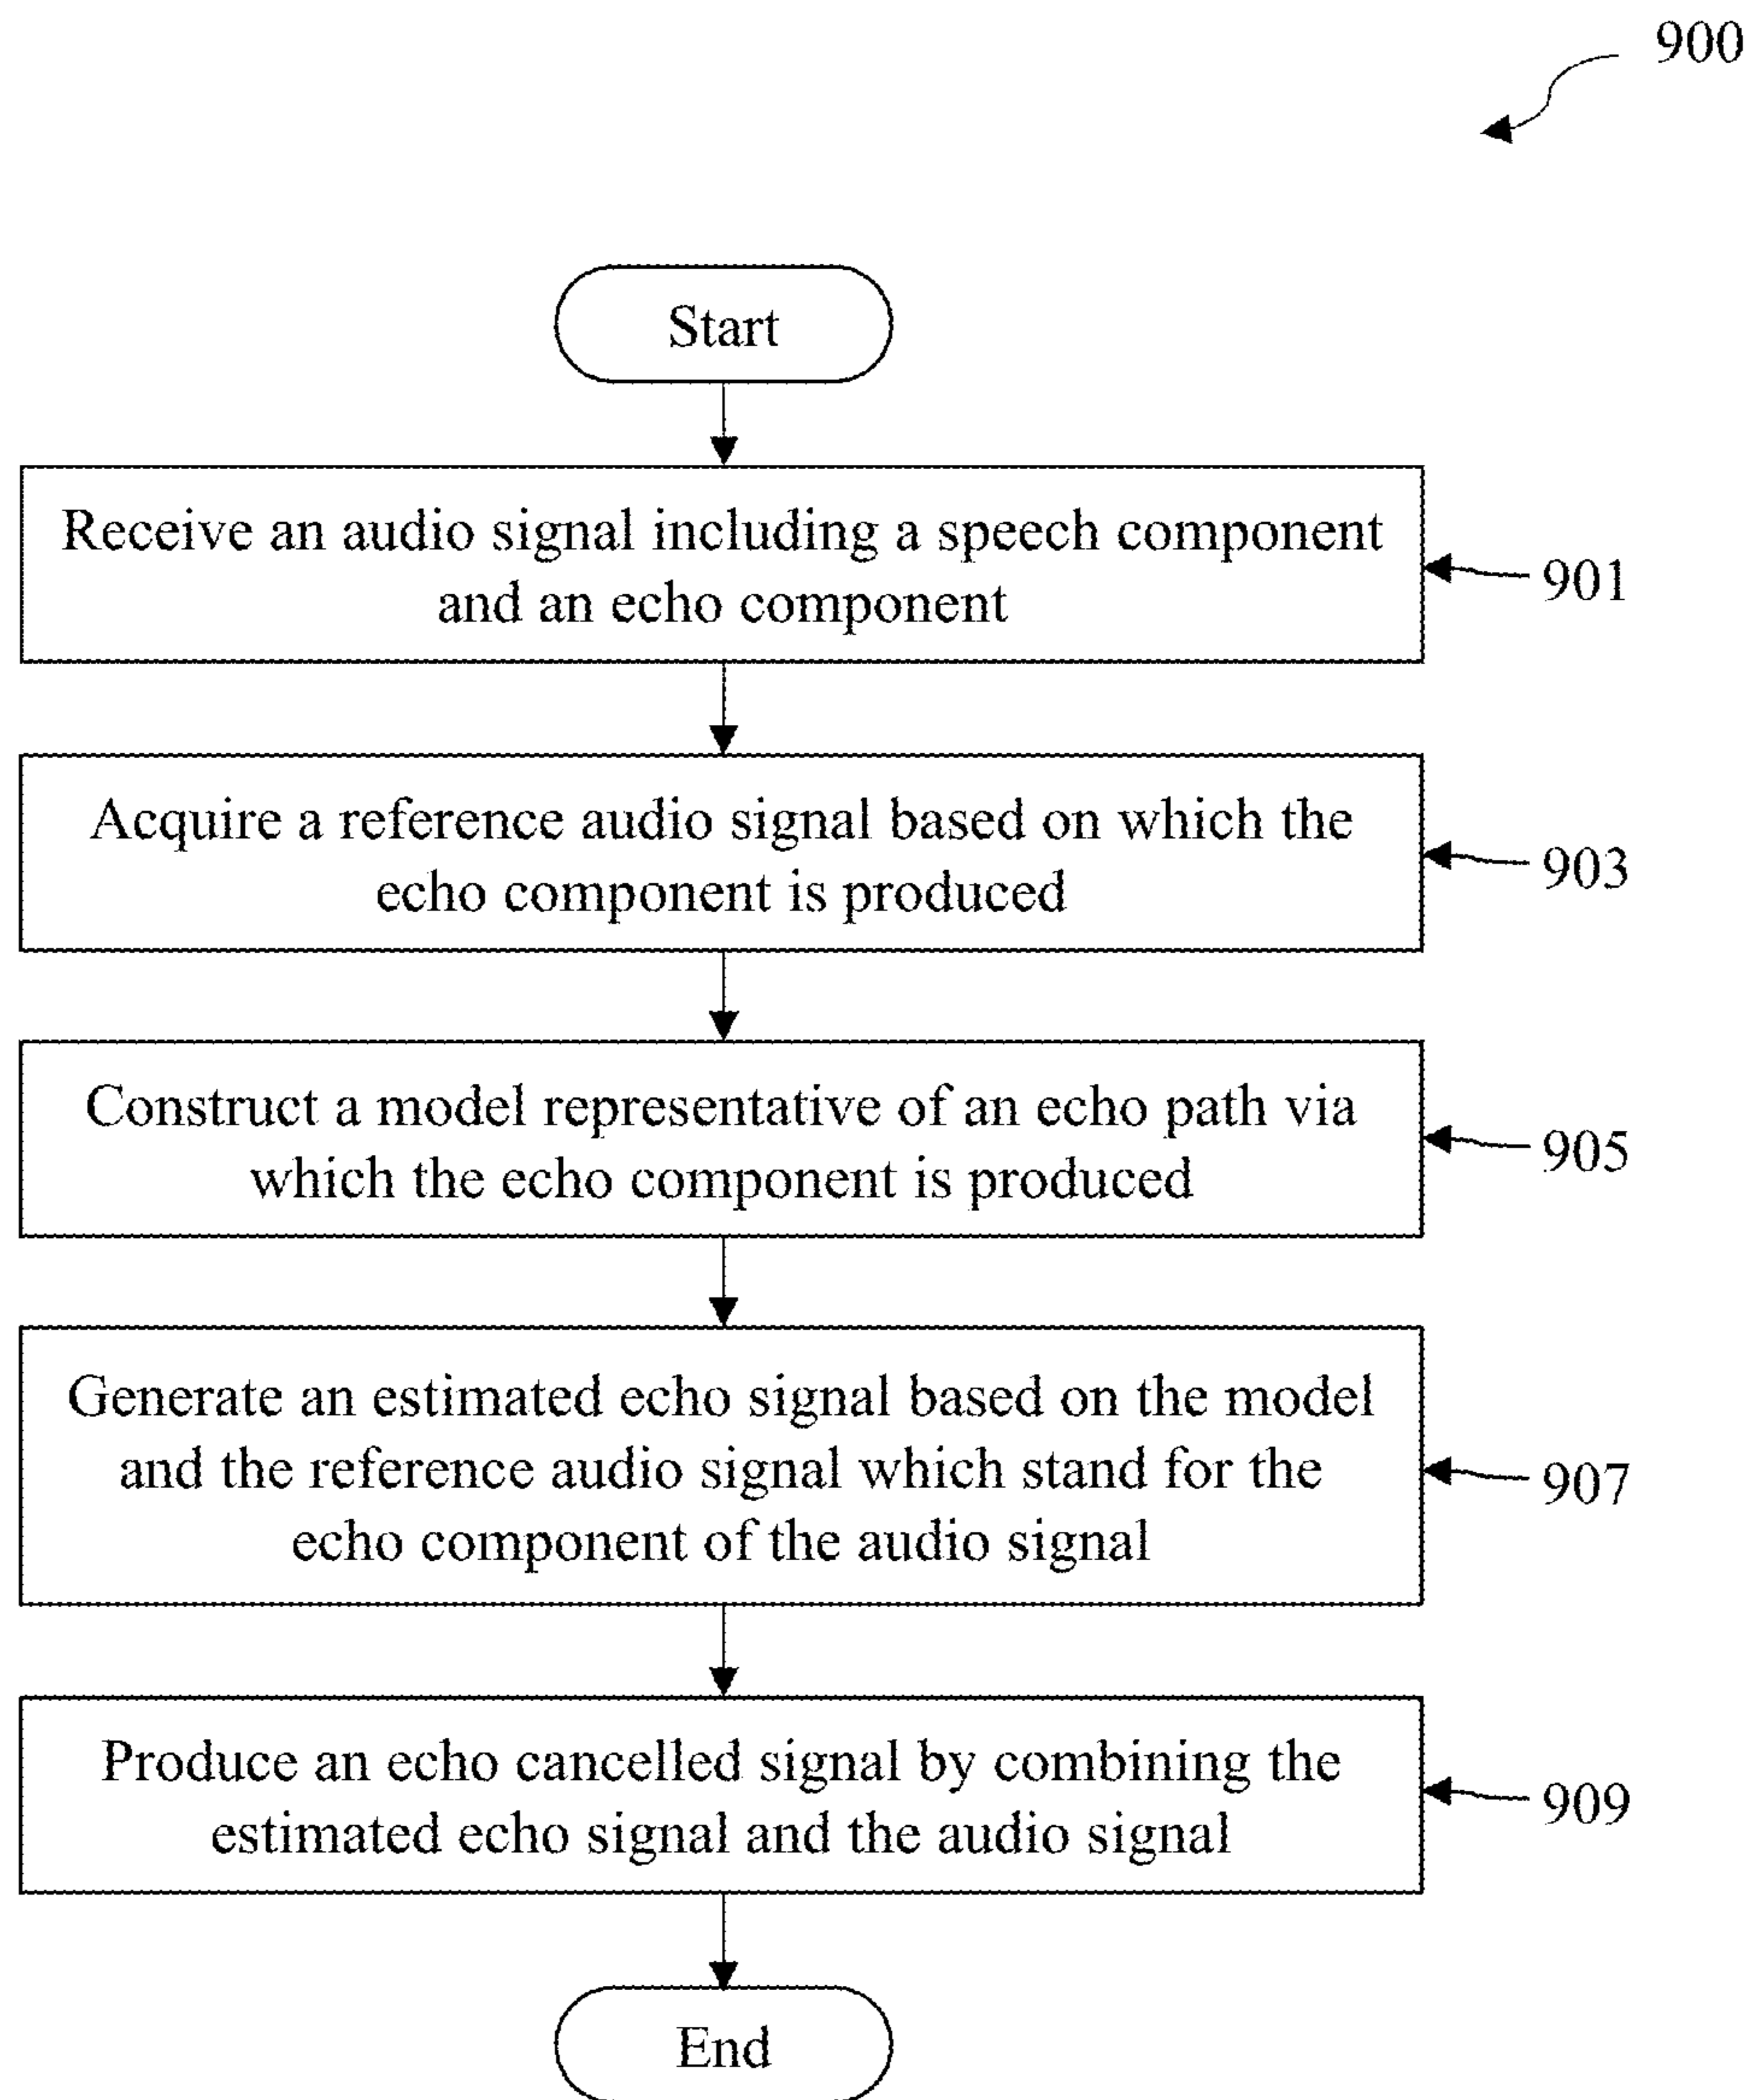 900
Start
Receive an audio signal including a speech component
and an echo component
901
Acquire a reference audio signal based on which the
echo component is produced
903
Construct a model representative of an echo path via
which the echo component is produced
905
Generate an estimated echo signal based on the model
and the reference audio signal which stand for the
echo component of the audio signal
907
Produce an echo cancelled signal by combining the
estimated echo signal and the audio signal
909
End